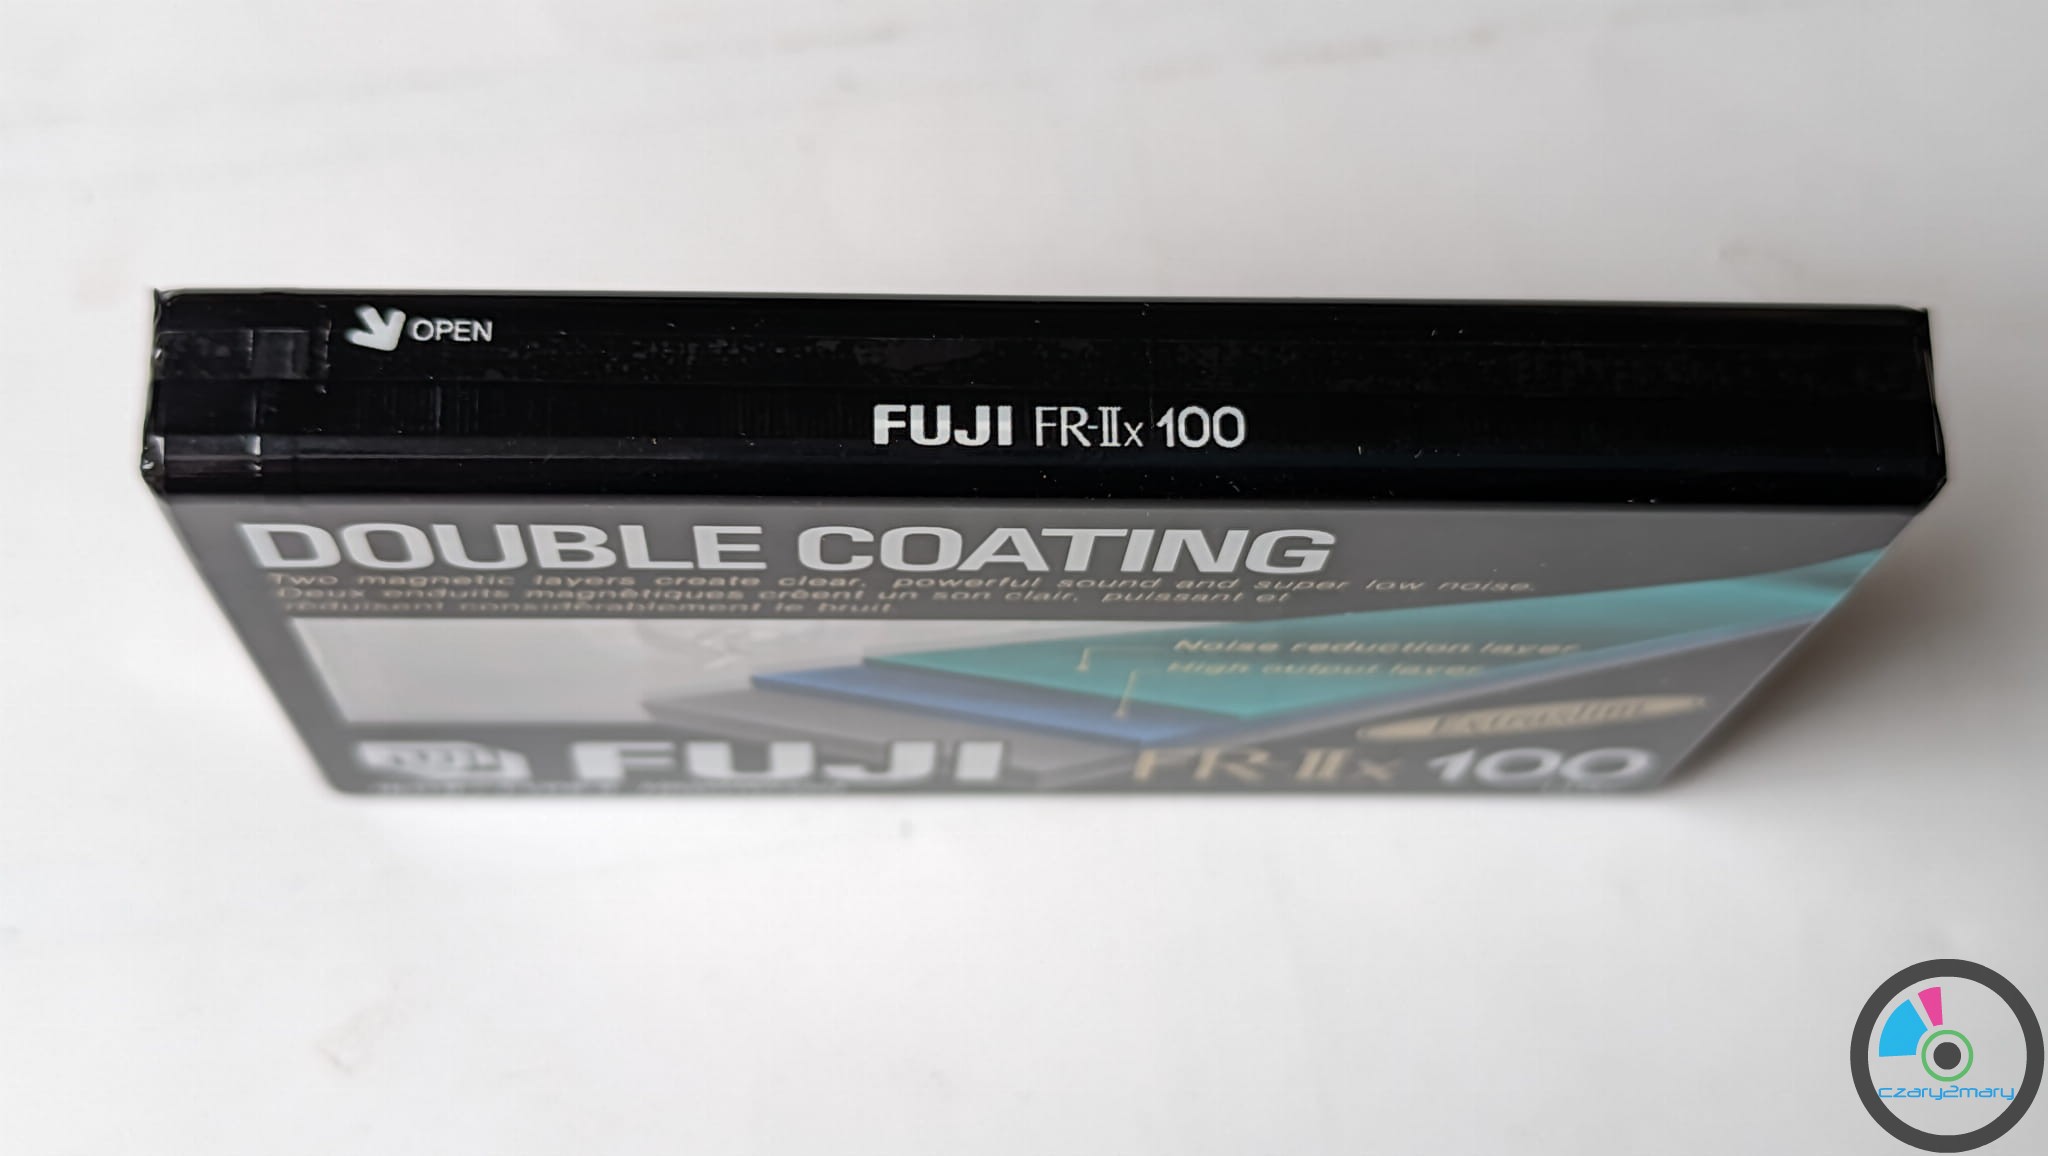 OPEN
FUJI FR-IIx 100
DOUBLE COATING
Two magnetic layers create clear, powerful sound and super low noise.
Deux enduits magnétiques créent un son clair, puissant et
réduisent considérablement le bruit.
Noise reduction layer
High output layer
Extraslim
FUJI FUJI FR-IIx 100
czary2mary